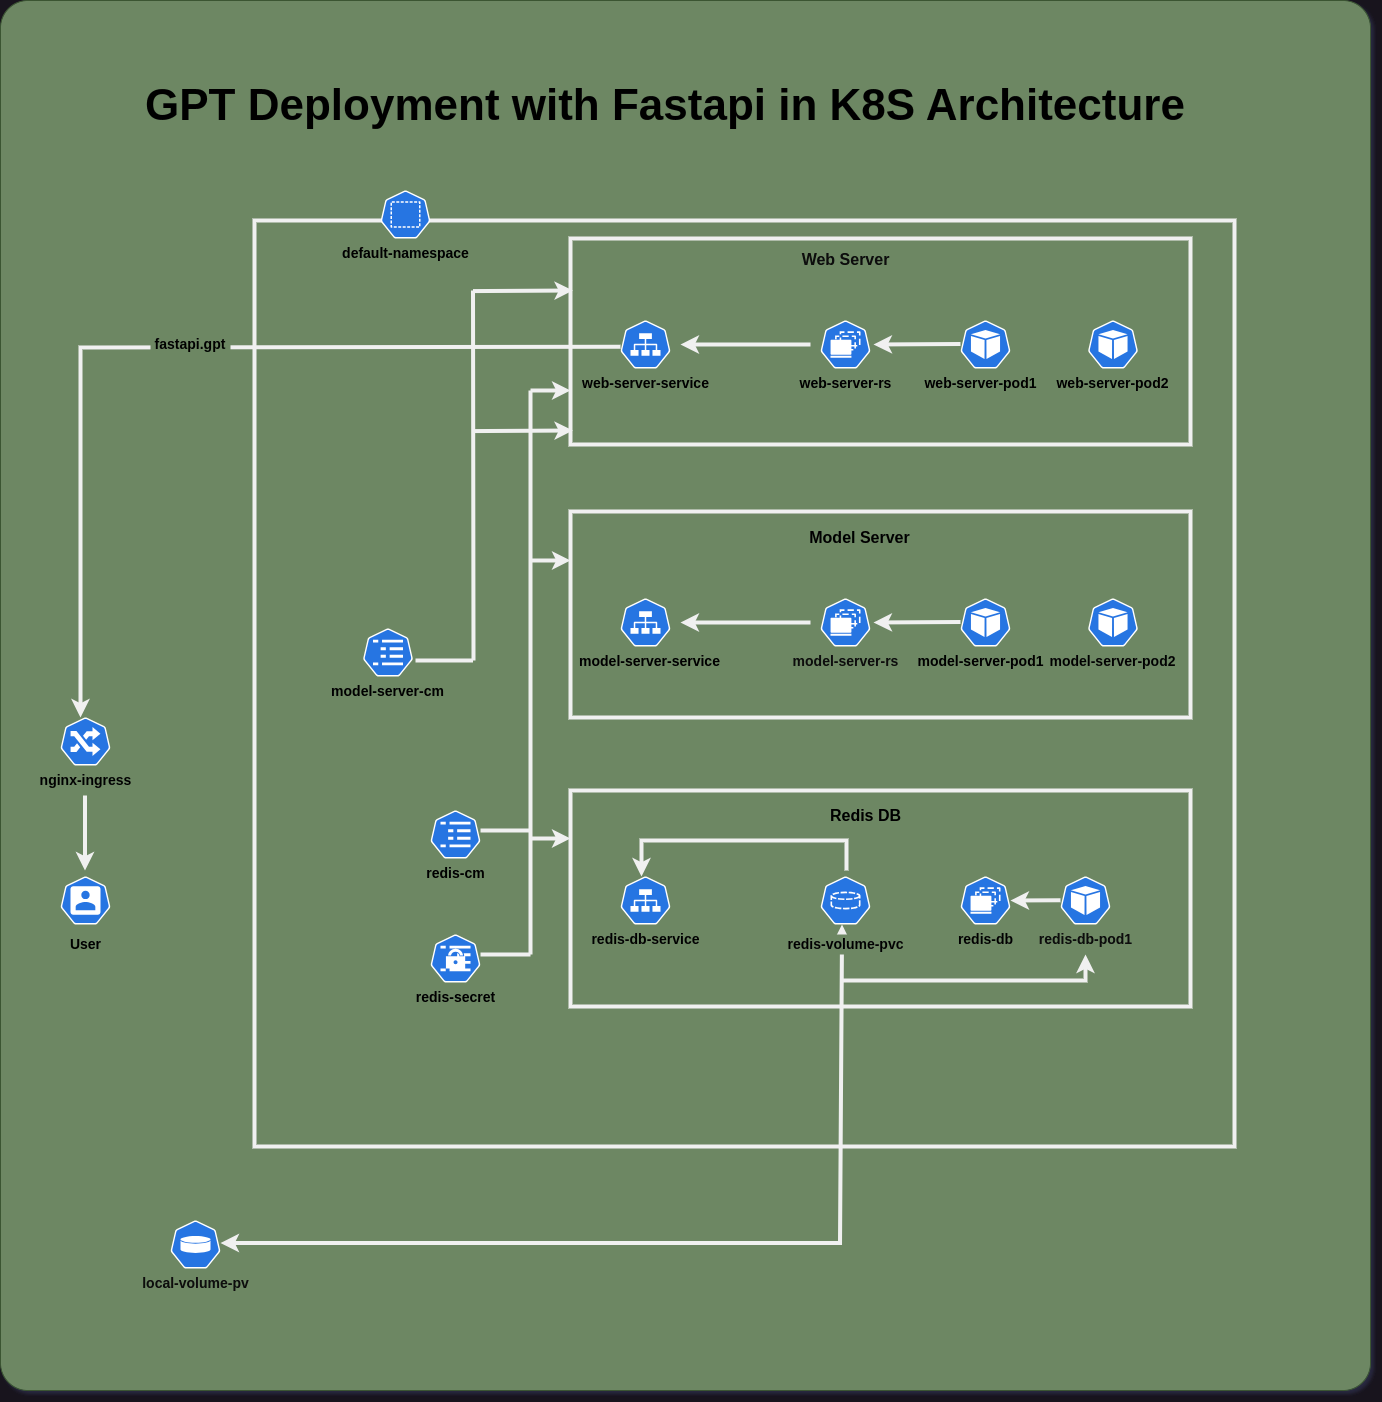 GPT Deployment with Fastapi in K8S Architecture
default-namespace
Web Server
fastapi.gpt
web-server-service
web-server-rs
web-server-pod1
web-server-pod2
Model Server
model-server-service
model-server-rs
model-server-pod1
model-server-pod2
model-server-cm
nginx-ingress
User
Redis DB
redis-cm
redis-db-service
redis-volume-pvc
redis-db
redis-db-pod1
redis-secret
local-volume-pv